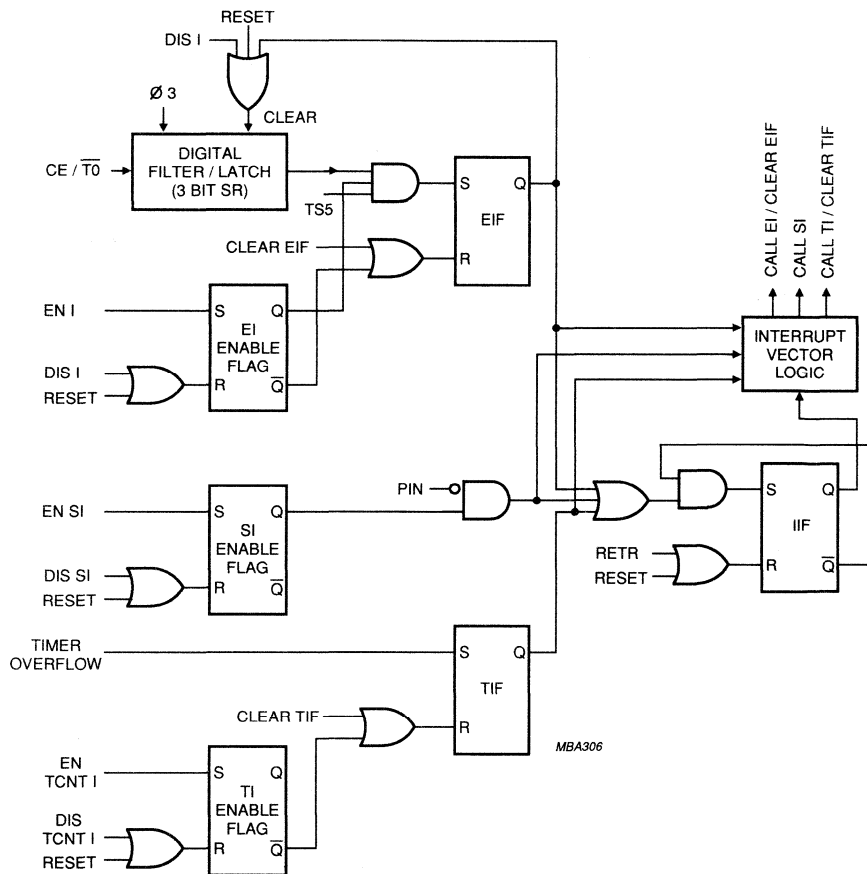 RESET
DIS I
Ø 3
CLEAR
CE / T0
DIGITAL
FILTER / LATCH
(3 BIT SR)
TS5
S
Q
EIF
R
CLEAR EIF
EN I
S
Q
EI
ENABLE
FLAG
R
Q
DIS I
RESET
CALL EI / CLEAR EIF
CALL SI
CALL TI / CLEAR TIF
INTERRUPT
VECTOR
LOGIC
PIN
EN SI
S
Q
SI
ENABLE
FLAG
R
Q
DIS SI
RESET
S
Q
IIF
R
Q
RETR
RESET
TIMER
OVERFLOW
S
Q
TIF
R
CLEAR TIF
MBA306
EN
TCNT I
S
Q
TI
ENABLE
FLAG
R
Q
DIS
TCNT I
RESET